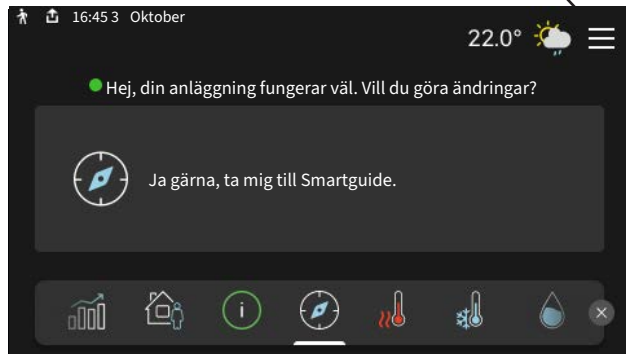 16:45 3 Oktober
22.0°
Hej, din anläggning fungerar väl. Vill du göra ändringar?
Ja gärna, ta mig till Smartguide.
i